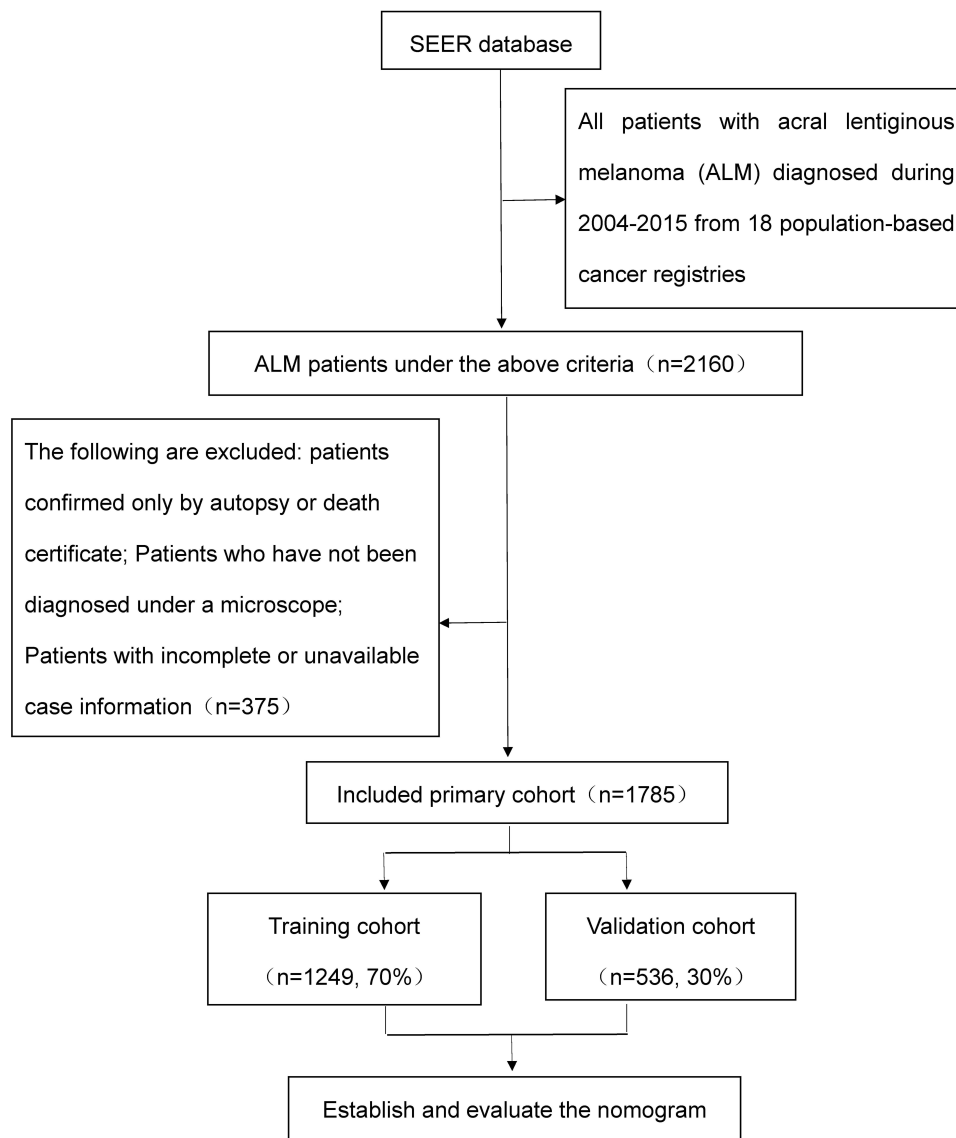 SEER database
All patients with acral lentiginous
melanoma (ALM) diagnosed during
2004-2015 from 18 population-based
cancer registries
ALM patients under the above criteria（n=2160）
The following are excluded: patients
confirmed only by autopsy or death
certificate; Patients who have not been
diagnosed under a microscope;
Patients with incomplete or unavailable
case information（n=375）
Included primary cohort（n=1785）
Training cohort
（n=1249, 70%）
Validation cohort
（n=536, 30%）
Establish and evaluate the nomogram